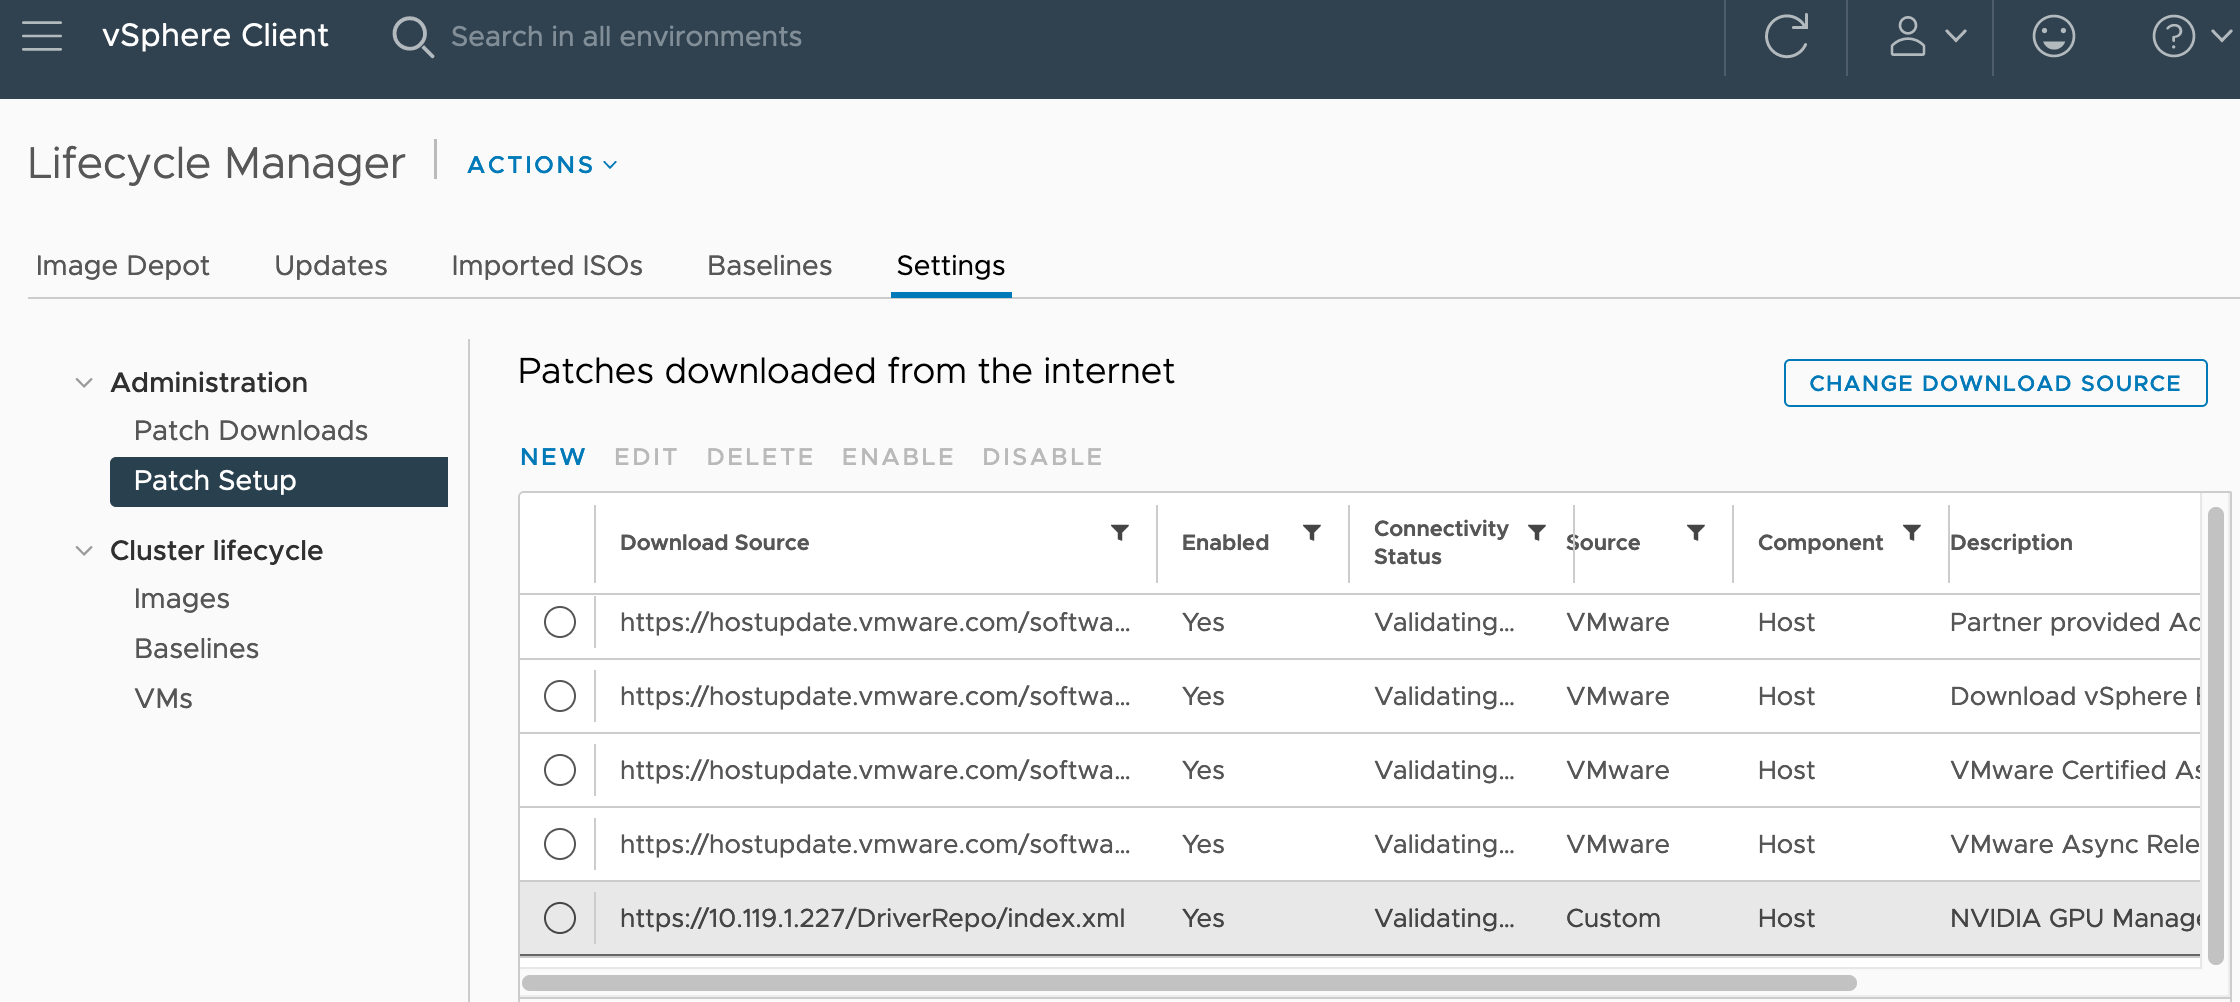 vSphere Client
Search in all environments
Lifecycle Manager
ACTIONS
Image Depot Updates Imported ISOs Baselines Settings
Administration
Patch Downloads
Patch Setup
Cluster lifecycle
Images
Baselines
VMs
Patches downloaded from the internet
CHANGE DOWNLOAD SOURCE
NEW EDIT DELETE ENABLE DISABLE
Download Source Enabled Connectivity Status Source Component Description
https://hostupdate.vmware.com/softwa... Yes Validating... VMware Host Partner provided Ad
https://hostupdate.vmware.com/softwa... Yes Validating... VMware Host Download vSphere E
https://hostupdate.vmware.com/softwa... Yes Validating... VMware Host VMware Certified As
https://hostupdate.vmware.com/softwa... Yes Validating... VMware Host VMware Async Rele
https://10.119.1.227/DriverRepo/index.xml Yes Validating... Custom Host NVIDIA GPU Manage